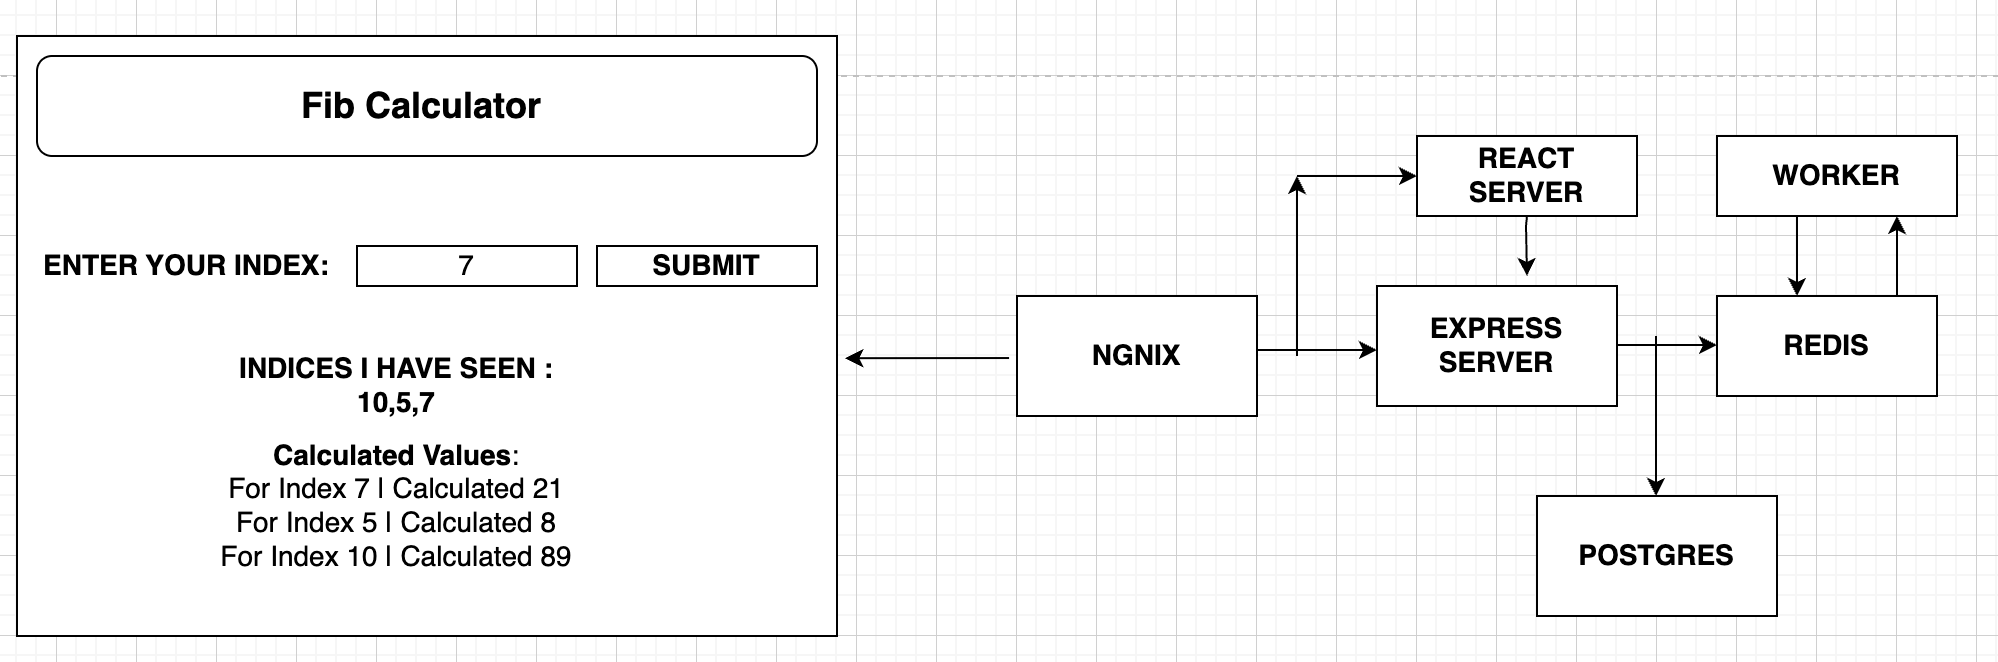 Fib Calculator
ENTER YOUR INDEX:
7
SUBMIT
INDICES I HAVE SEEN :
10,5,7
Calculated Values:
For Index 7 | Calculated 21
For Index 5 | Calculated 8
For Index 10 | Calculated 89
NGNIX
REACT
SERVER
EXPRESS
SERVER
WORKER
REDIS
POSTGRES